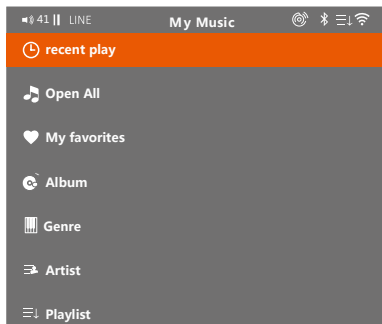 41 LINE My Music
recent play
Open All
My favorites
Album
Genre
Artist
Playlist